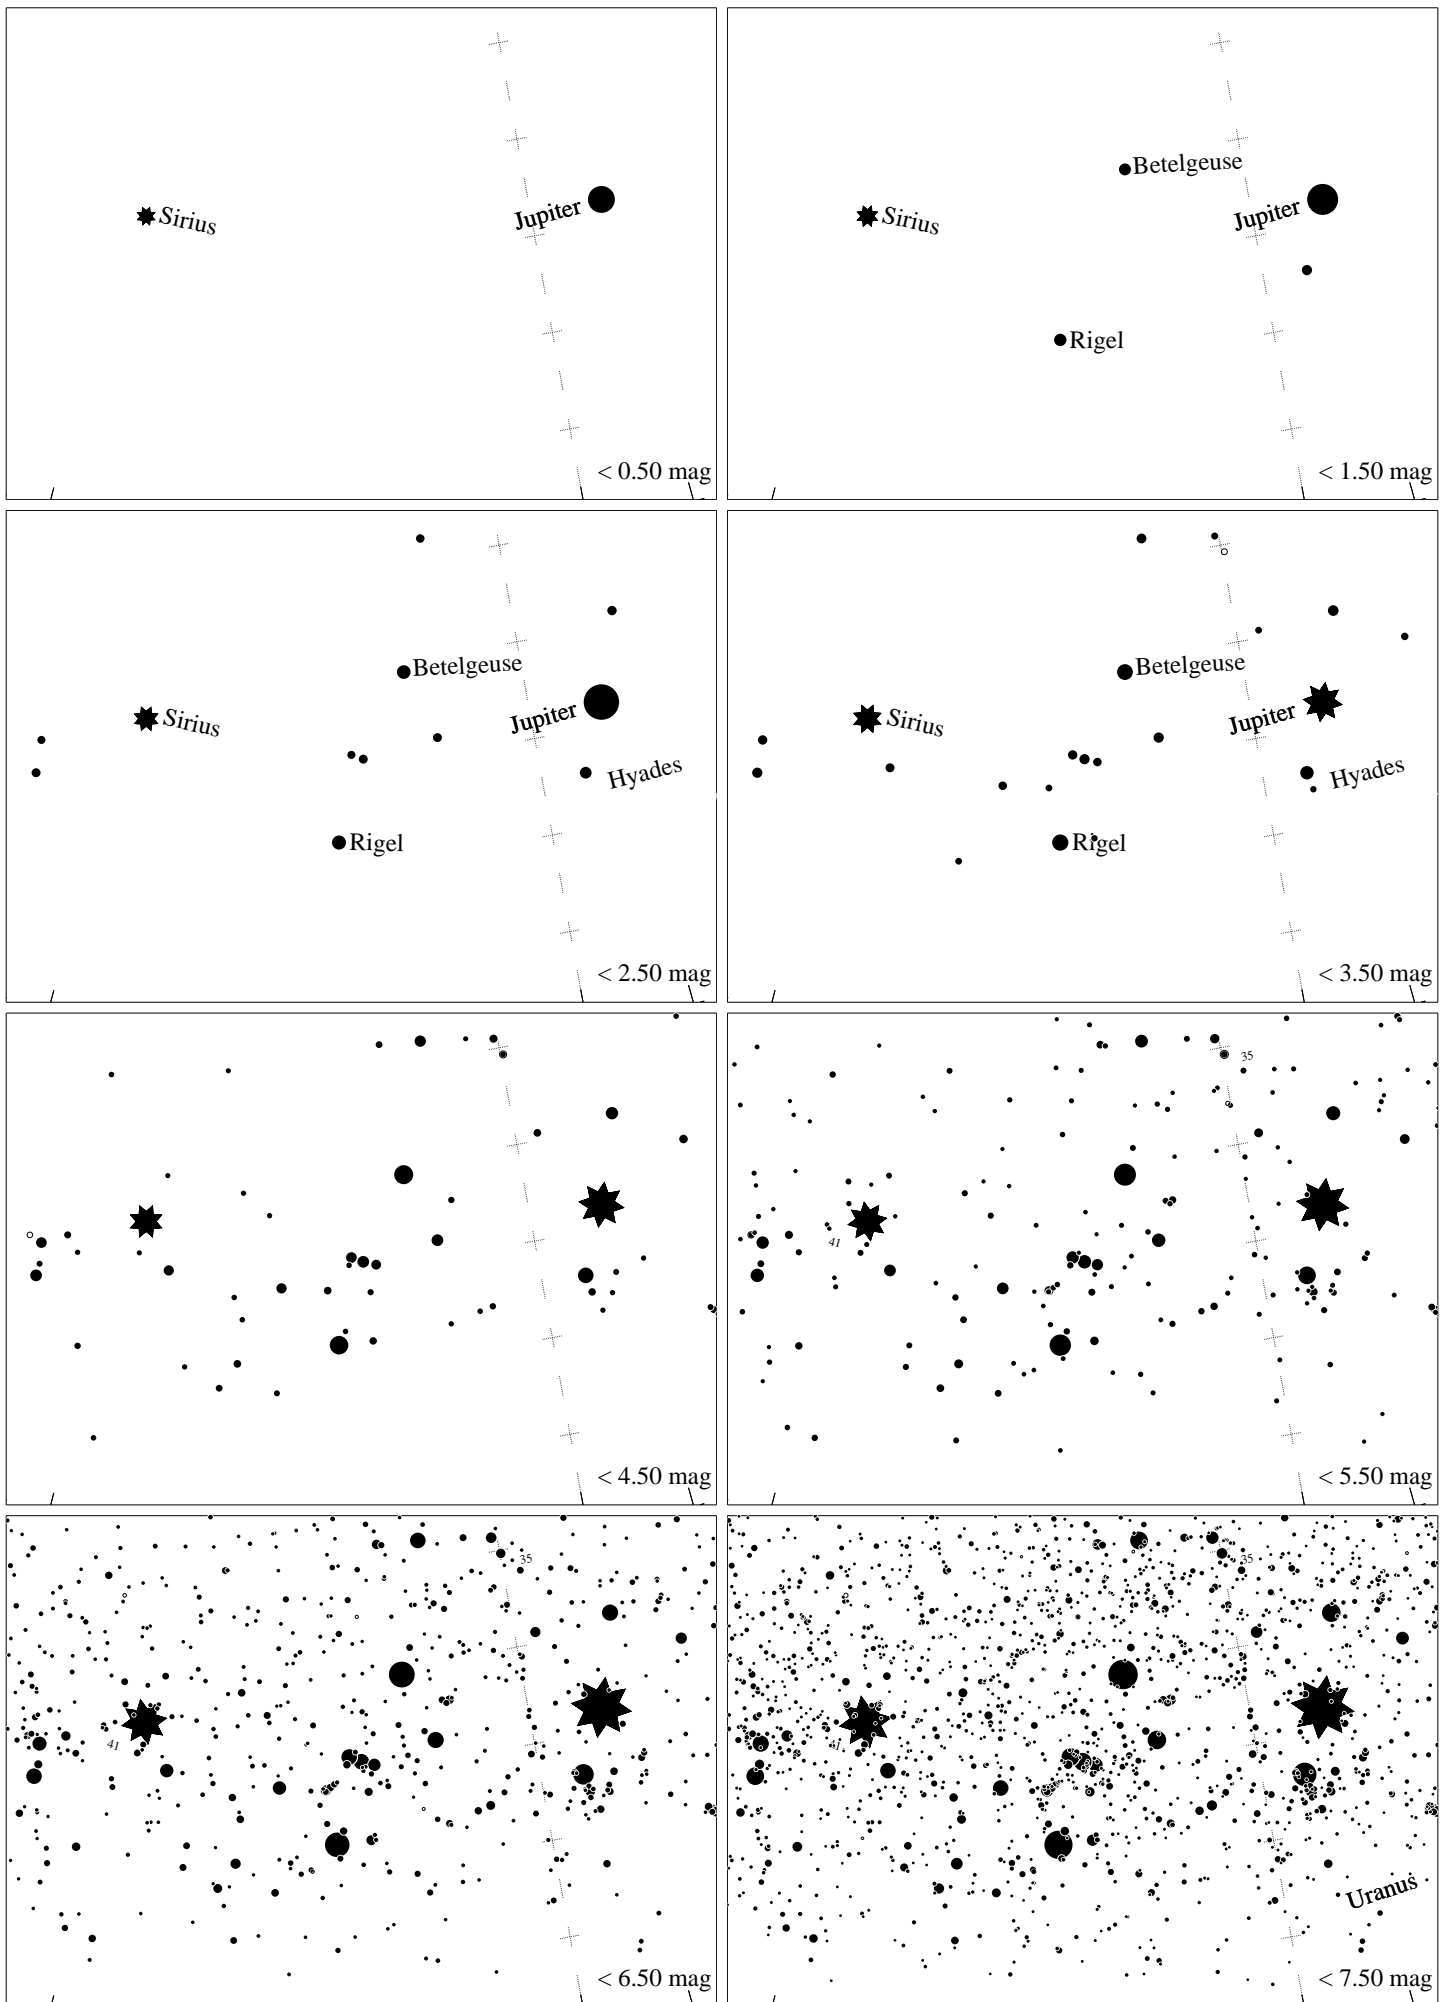 Sirius
Jupiter
< 0.50 mag
Betelgeuse
Sirius
Jupiter
Rigel
< 1.50 mag
Betelgeuse
Sirius
Jupiter
Hyades
Rigel
< 2.50 mag
Betelgeuse
Sirius
Jupiter
Hyades
Rigel
< 3.50 mag
< 4.50 mag
35
41
< 5.50 mag
35
41
< 6.50 mag
35
41
Uranus
< 7.50 mag